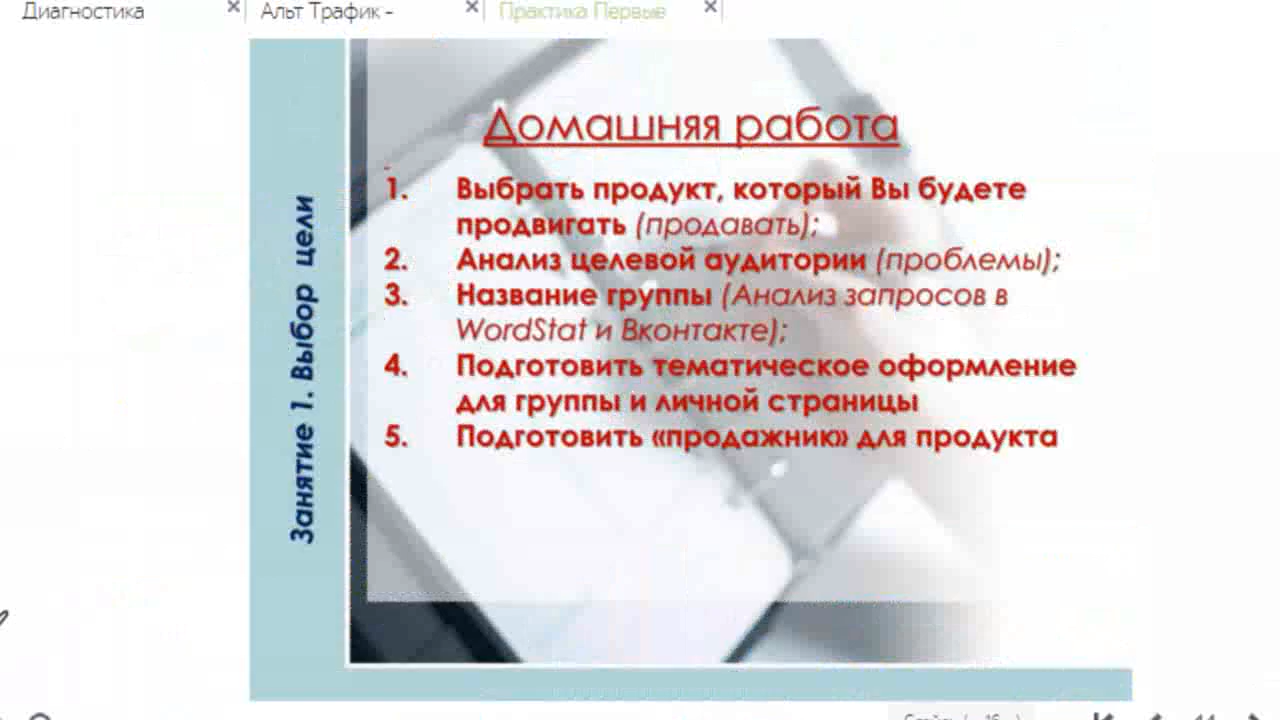 Диагностика
Альт Трафик -
Практика Первые
Занятие 1. Выбор цели
Домашняя работа
1. Выбрать продукт, который Вы будете
продвигать (продавать);
2. Анализ целевой аудитории (проблемы);
3. Название группы (Анализ запросов в
WordStat и Вконтакте);
4. Подготовить тематическое оформление
для группы и личной страницы
5. Подготовить «продажник» для продукта